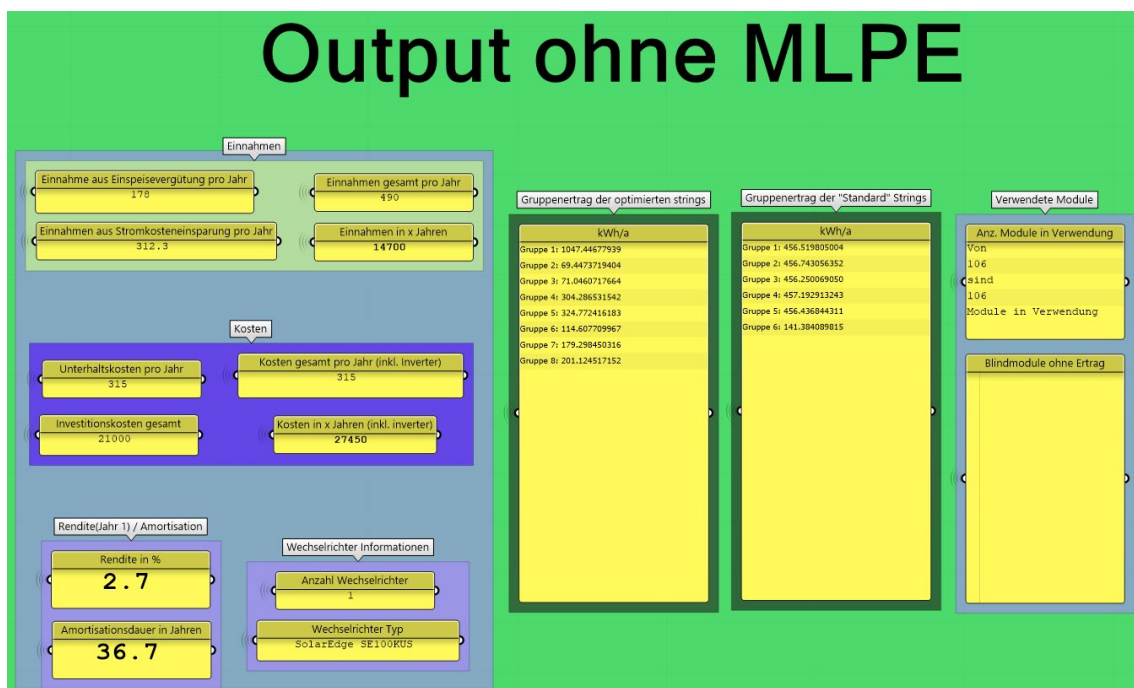 Output ohne MLPE
Einnahmen
Einnahme aus Einspeisevergütung pro Jahr
178
Einnahmen gesamt pro Jahr
490
Einnahmen aus Stromkosteneinsparung pro Jahr
312.3
Einnahmen in x Jahren
14700
Kosten
Unterhaltskosten pro Jahr
315
Kosten gesamt pro Jahr (inkl. Inverter)
315
Investitionskosten gesamt
21000
Kosten in x Jahren (inkl. inverter)
27450
Rendite(Jahr 1) / Amortisation
Rendite in %
2.7
Amortisationsdauer in Jahren
36.7
Wechselrichter Informationen
Anzahl Wechselrichter
1
Wechselrichter Typ
SolarEdge SE100KUS
Gruppenertrag der optimierten strings
kWh/a
Gruppe 1: 1047.44677939
Gruppe 2: 69.4473719404
Gruppe 3: 71.0460717664
Gruppe 4: 304.286531542
Gruppe 5: 324.772416183
Gruppe 6: 114.607709967
Gruppe 7: 179.298450316
Gruppe 8: 201.124517152
Gruppenertrag der "Standard" Strings
kWh/a
Gruppe 1: 456.519805004
Gruppe 2: 456.743056352
Gruppe 3: 456.250069050
Gruppe 4: 457.192913243
Gruppe 5: 456.436844311
Gruppe 6: 141.384089815
Verwendete Module
Anz. Module in Verwendung
Von
106
sind
106
Module in Verwendung
Blindmodule ohne Ertrag